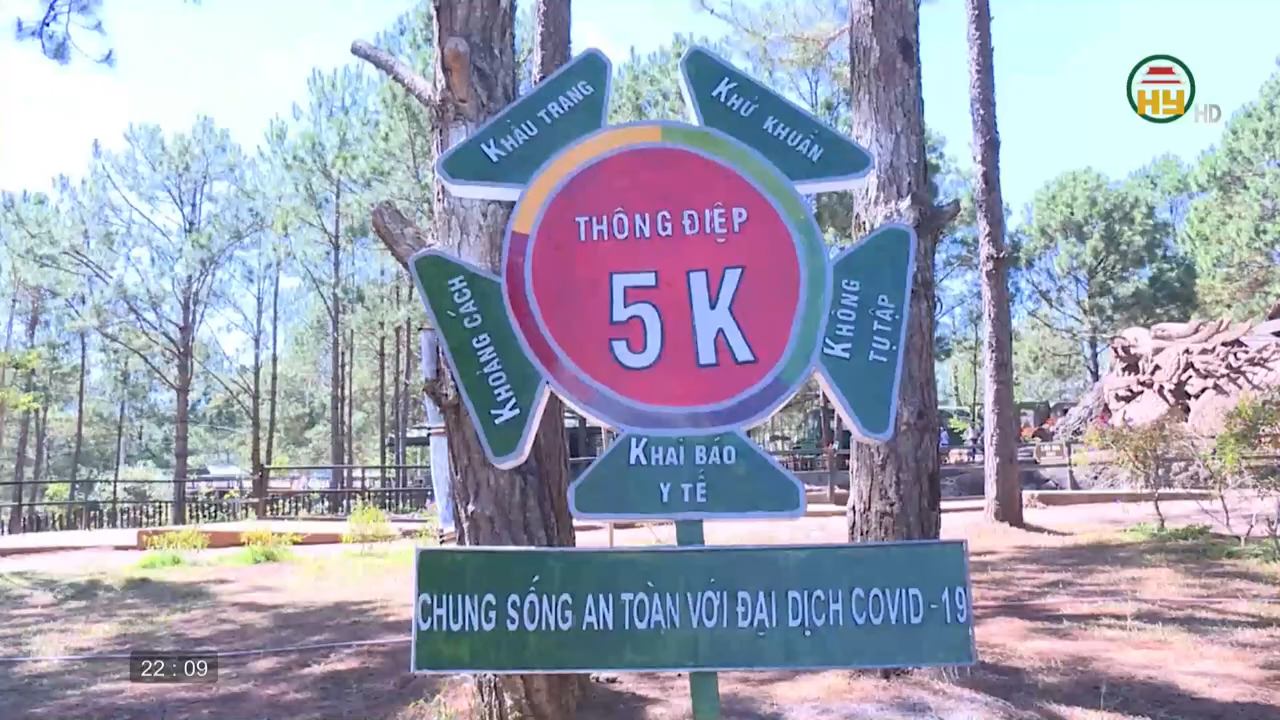 HY HD
KHẨU TRANG
KHỬ KHUẨN
THÔNG ĐIỆP
5K
KHOẢNG CÁCH
KHÔNG
TỤ TẬP
KHAI BÁO
Y TẾ
CHUNG SỐNG AN TOÀN VỚI ĐẠI DỊCH COVID -19
22 : 09